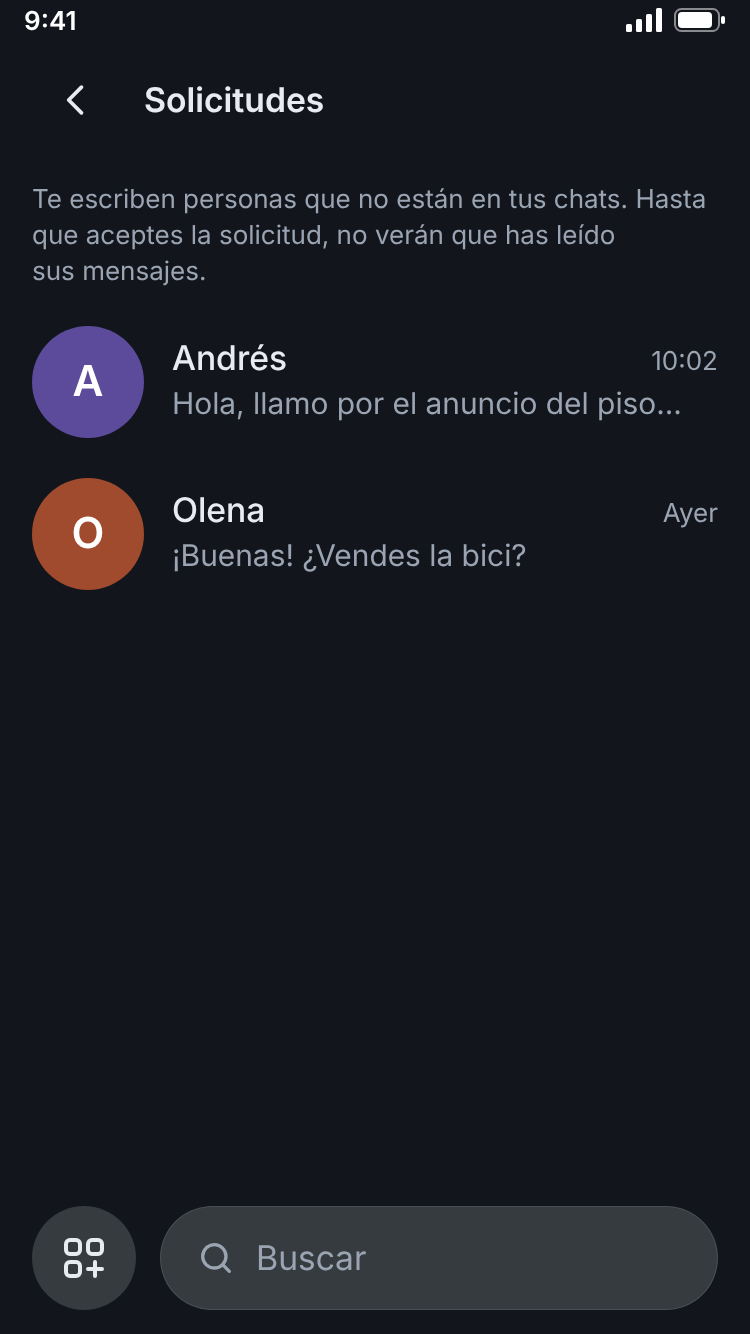 9:41
Solicitudes
Te escriben personas que no están en tus chats. Hasta
que aceptes la solicitud, no verán que has leído
sus mensajes.
A
Andrés
10:02
Hola, llamo por el anuncio del piso...
O
Olena
Ayer
¡Buenas! ¿Vendes la bici?
Buscar